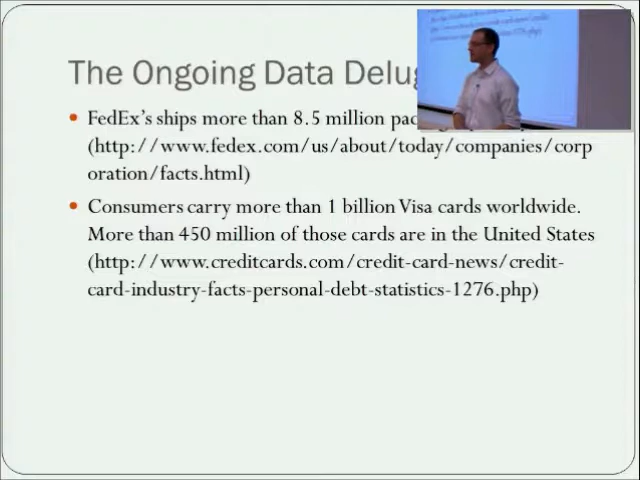 The Ongoing Data
FedEx's ships more than 8.5 million
(http://www.fedex.com/us/about/today/companies/corp
oration/facts.html)
Consumers carry more than 1 billion Visa cards worldwide.
More than 450 million of those cards are in the United States
(http://www.creditcards.com/credit-card-news/credit-
card-industry-facts-personal-debt-statistics-1276.php)